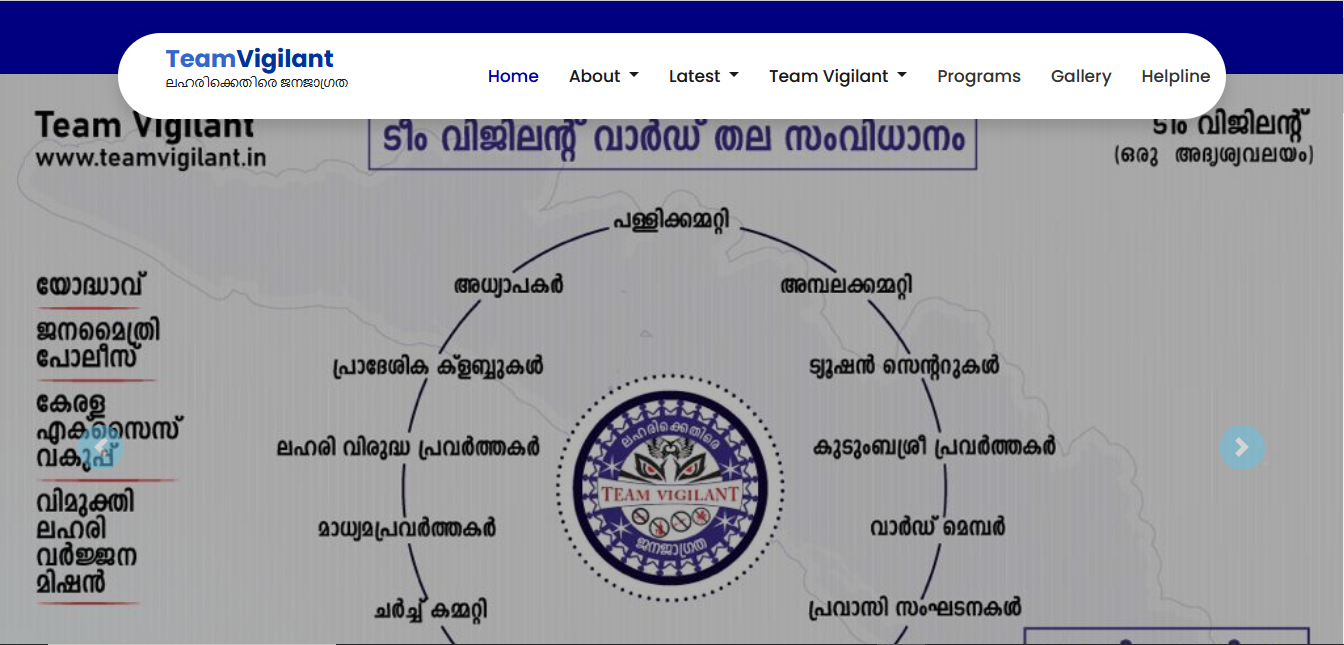 TeamVigilant
ലഹരിക്കെതിരെ ജനജാഗ്രത
Home About Latest Team Vigilant Programs Gallery Helpline
Team Vigilant
www.teamvigilant.in
ടീം വിജിലന്റ് വാർഡ് തല സംവിധാനം
ടീം വിജിലന്റ്
(ഒരു അദൃശ്യവലയം)
യോദ്ധാവ്
ജനമൈത്രി
പോലീസ്
കേരള
എക്സൈസ്
വകുപ്പ്
വിമുക്തി
ലഹരി
വർജ്ജന
മിഷൻ
പള്ളിക്കമ്മറ്റി
അധ്യാപകർ
അമ്പലക്കമ്മറ്റി
പ്രാദേശിക ക്ളബ്ബുകൾ
ട്യൂഷൻ സെന്ററുകൾ
ലഹരി വിരുദ്ധ പ്രവർത്തകർ
കുടുംബശ്രീ പ്രവർത്തകർ
മാധ്യമപ്രവർത്തകർ
വാർഡ് മെമ്പർ
ചർച്ച് കമ്മറ്റി
പ്രവാസി സംഘടനകൾ
ലഹരിക്കെതിരെ
TEAM VIGILANT
ജനജാഗ്രത